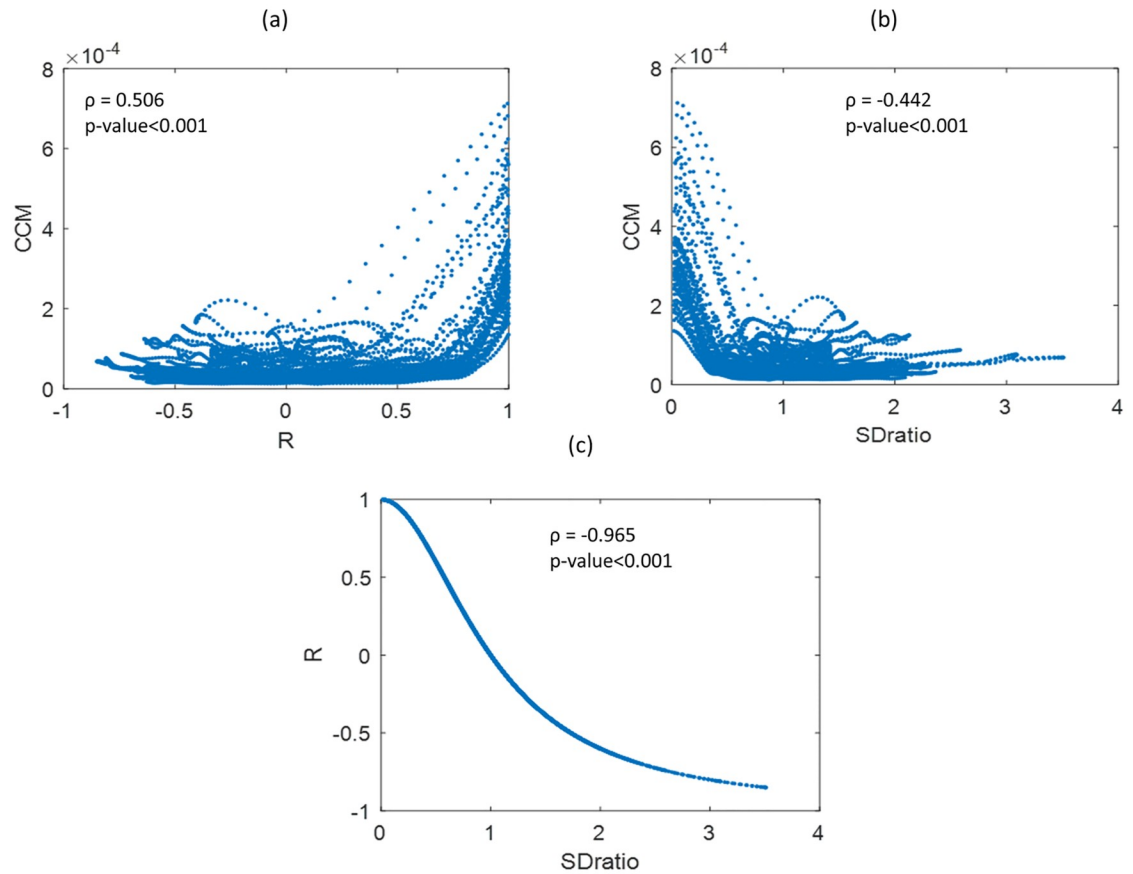 (a)
×10⁻⁴
8
6
4
2
0
CCM
ρ = 0.506
p-value<0.001
-1
-0.5
0
0.5
1
R
(b)
×10⁻⁴
8
6
4
2
0
CCM
ρ = -0.442
p-value<0.001
0
1
2
3
4
SDratio
(c)
1
0.5
0
-0.5
-1
R
ρ = -0.965
p-value<0.001
0
1
2
3
4
SDratio